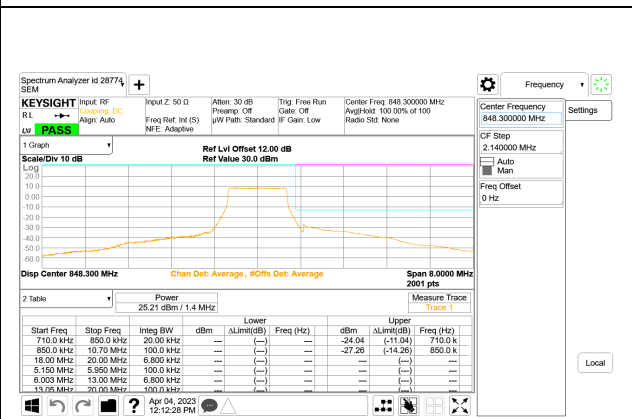 Spectrum Analyzer id 28774
SEM
Frequency
KEYSIGHT
RL
PASS
Input: RF
Coupling: DC
Align: Auto
Input Z: 50 Ω
Freq Ref: Int (S)
NFE: Adaptive
Atten: 30 dB
Preamp: Off
µW Path: Standard
Trig: Free Run
Gate: Off
IF Gain: Low
Center Freq: 848.300000 MHz
Avg|Hold: 100.00% of 100
Radio Std: None
Center Frequency
848.300000 MHz
Settings
CF Step
2.140000 MHz
Auto
Man
Freq Offset
0 Hz
1 Graph
Ref Lvl Offset 12.00 dB
Scale/Div 10 dB
Ref Value 30.0 dBm
Log
20.0
10.0
0.00
-10.0
-20.0
-30.0
-40.0
-50.0
-60.0
Disp Center 848.300 MHz
Chan Det: Average , #Offs Det: Average
Span 8.0000 MHz
2001 pts
2 Table
Power
25.21 dBm / 1.4 MHz
Measure Trace
Trace 1
Lower Upper
Start Freq Stop Freq Integ BW dBm ΔLimit(dB) Freq (Hz) dBm ΔLimit(dB) Freq (Hz)
710.0 kHz 850.0 kHz 20.00 kHz --- (---) --- -24.04 (-11.04) 710.0 k
850.0 kHz 10.70 MHz 100.0 kHz --- (---) --- -27.26 (-14.26) 850.0 k
18.00 MHz 20.00 MHz 6.800 kHz --- (---) --- --- (---) ---
5.150 MHz 5.950 MHz 6.800 kHz --- (---) --- --- (---) ---
6.003 MHz 13.00 MHz 6.800 kHz --- (---) --- --- (---) ---
13.05 MHz 20.00 MHz 100.0 kHz --- (---) --- --- (---) ---
Local
?
Apr 04, 2023
12:12:28 PM